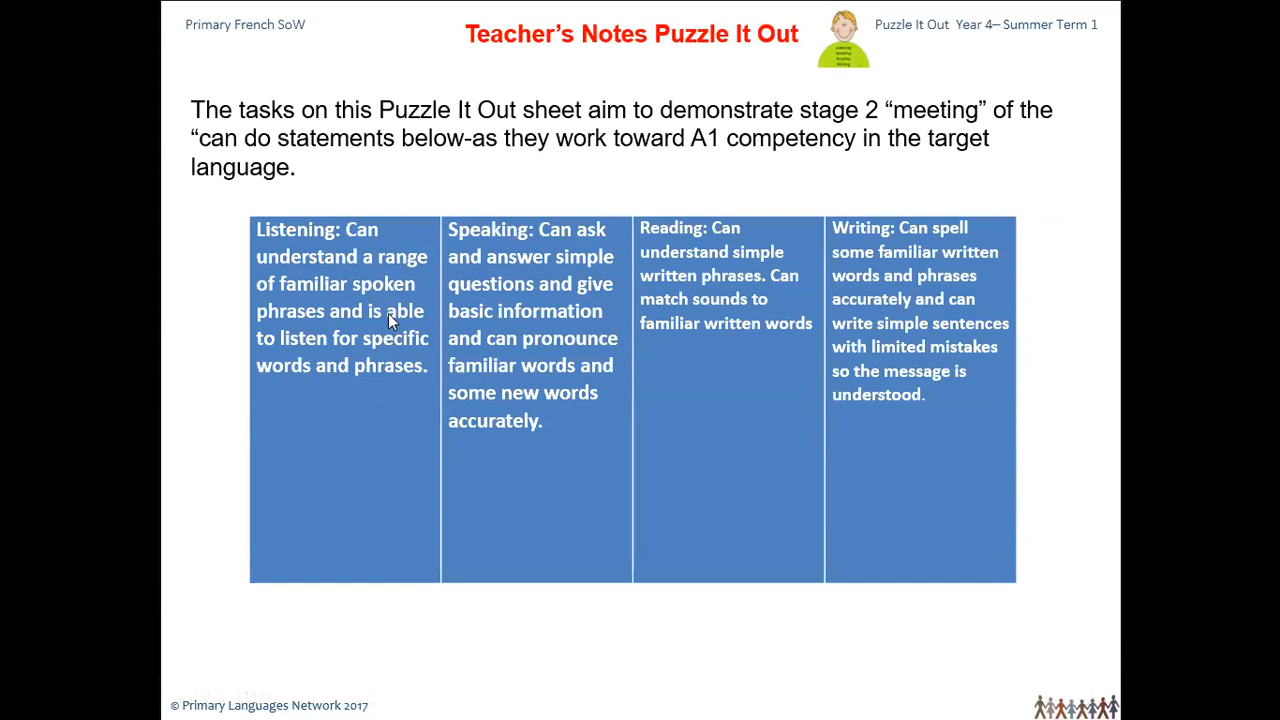 Primary French SoW
Teacher's Notes Puzzle It Out
Puzzle It Out  Year 4– Summer Term 1
The tasks on this Puzzle It Out sheet aim to demonstrate stage 2 “meeting” of the
“can do statements below-as they work toward A1 competency in the target
language.
Listening: Can
understand a range
of familiar spoken
phrases and is able
to listen for specific
words and phrases.
Speaking: Can ask
and answer simple
questions and give
basic information
and can pronounce
familiar words and
some new words
accurately.
Reading: Can
understand simple
written phrases. Can
match sounds to
familiar written words
Writing: Can spell
some familiar written
words and phrases
accurately and can
write simple sentences
with limited mistakes
so the message is
understood.
© Primary Languages Network 2017